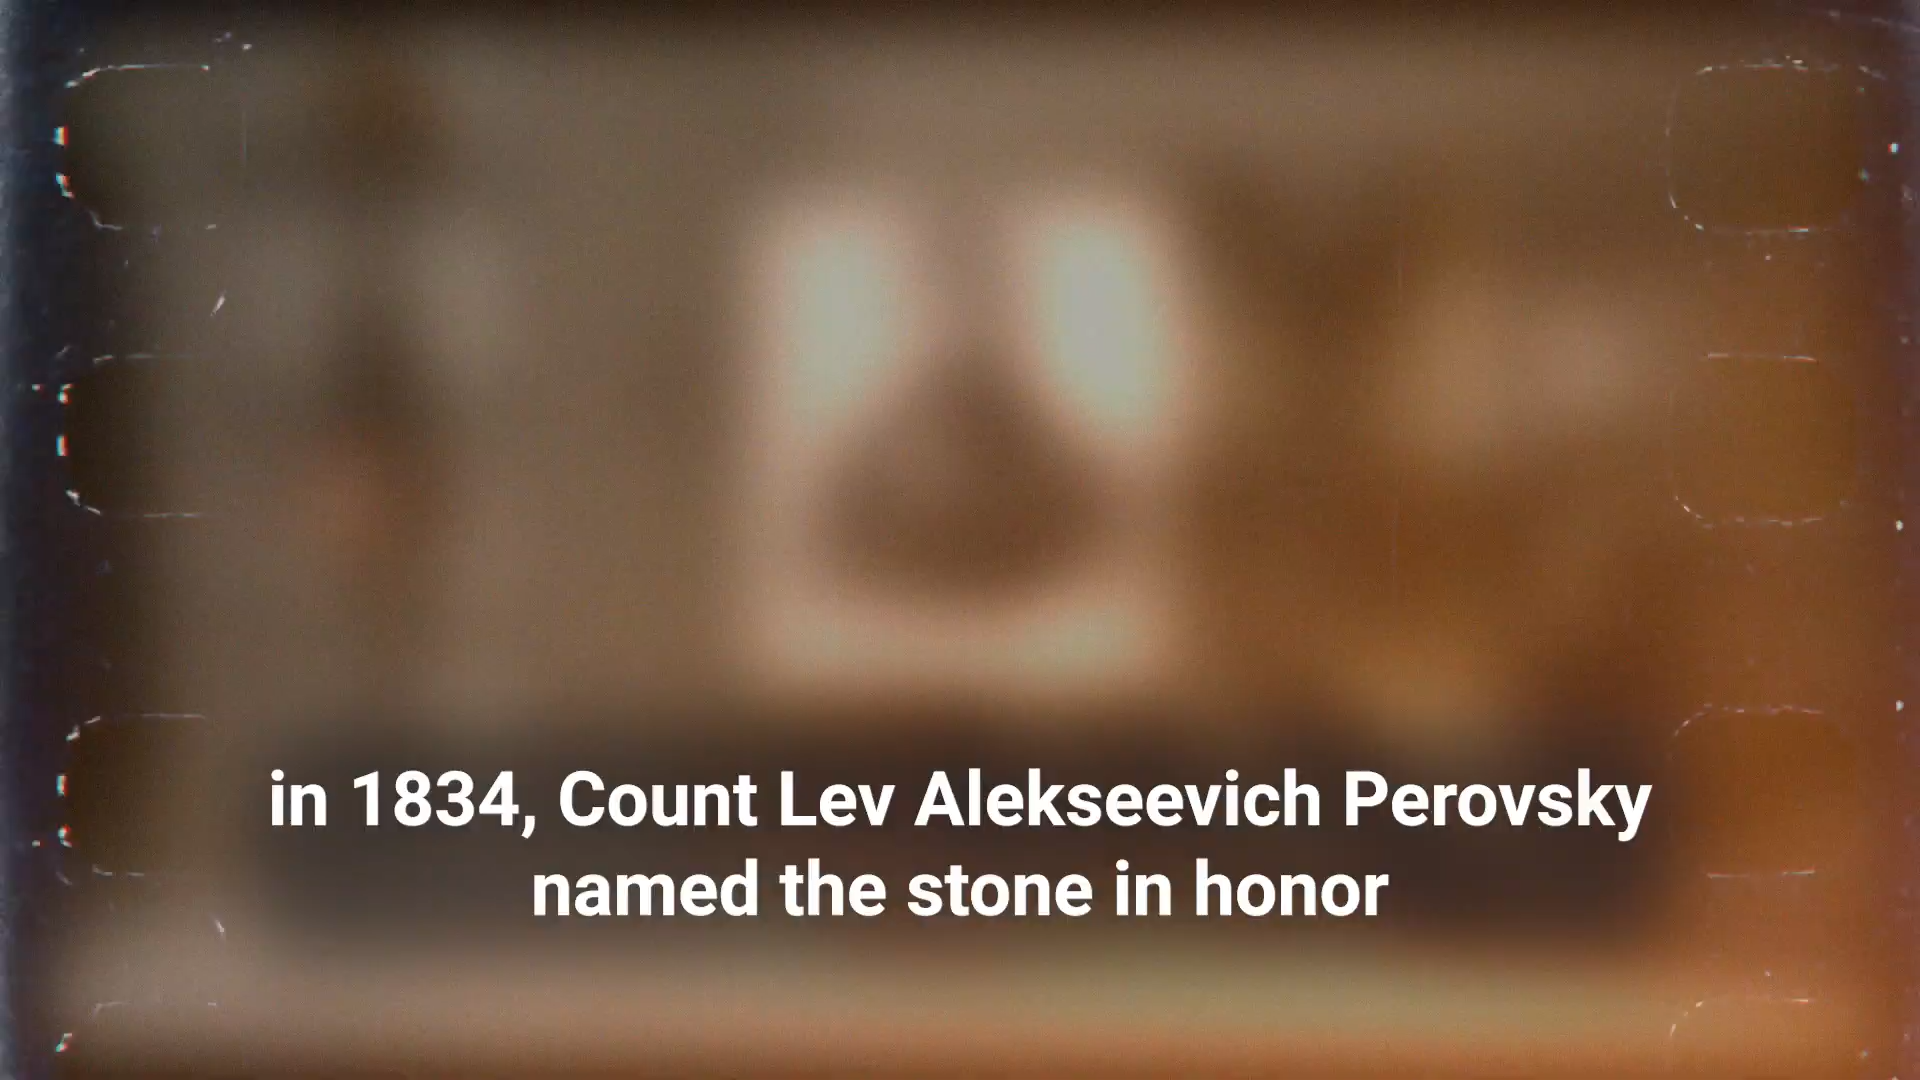 in 1834, Count Lev Alekseevich Perovsky
named the stone in honor